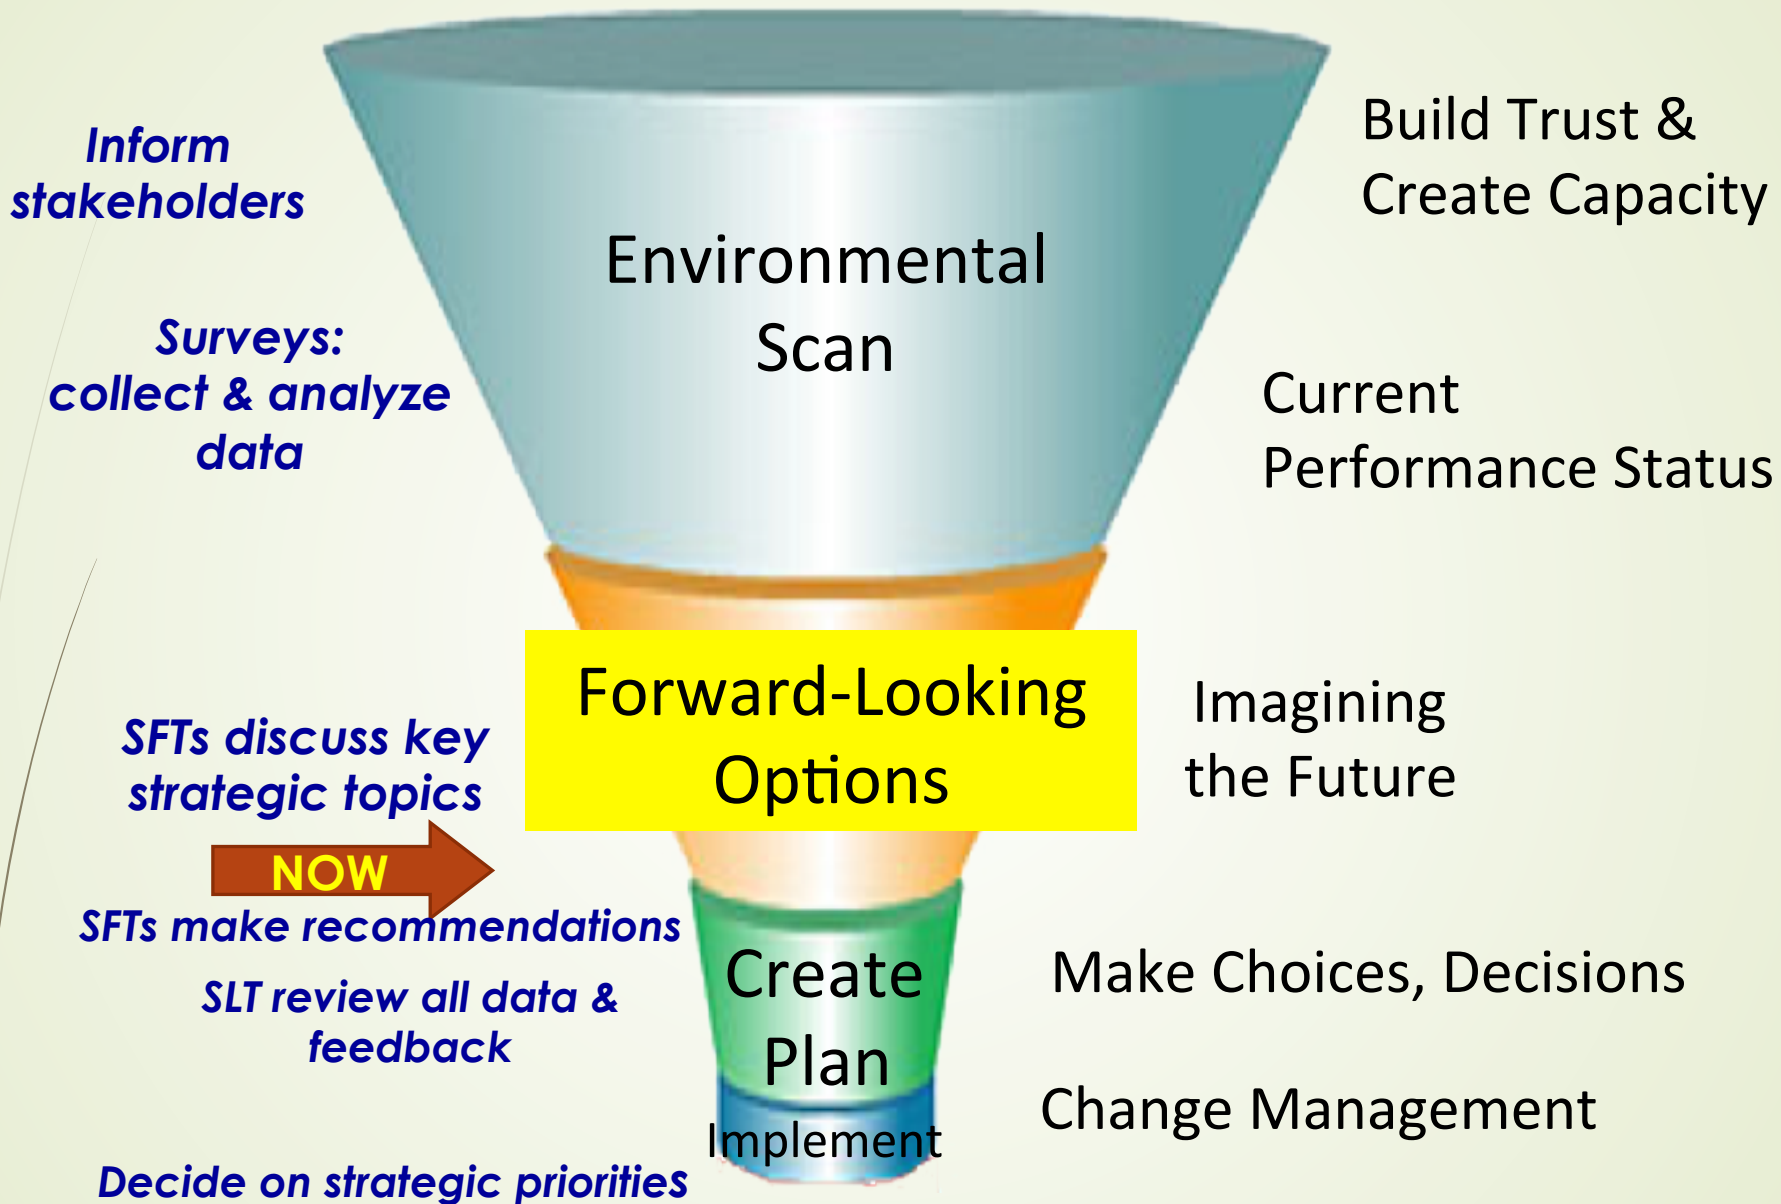 Inform
stakeholders
Build Trust &
Create Capacity
Environmental
Scan
Surveys:
collect & analyze
data
Current
Performance Status
Forward-Looking
Options
SFTs discuss key
strategic topics
Imagining
the Future
NOW
SFTs make recommendations
SLT review all data &
feedback
Create
Plan
Make Choices, Decisions
Change Management
Implement
Decide on strategic priorities